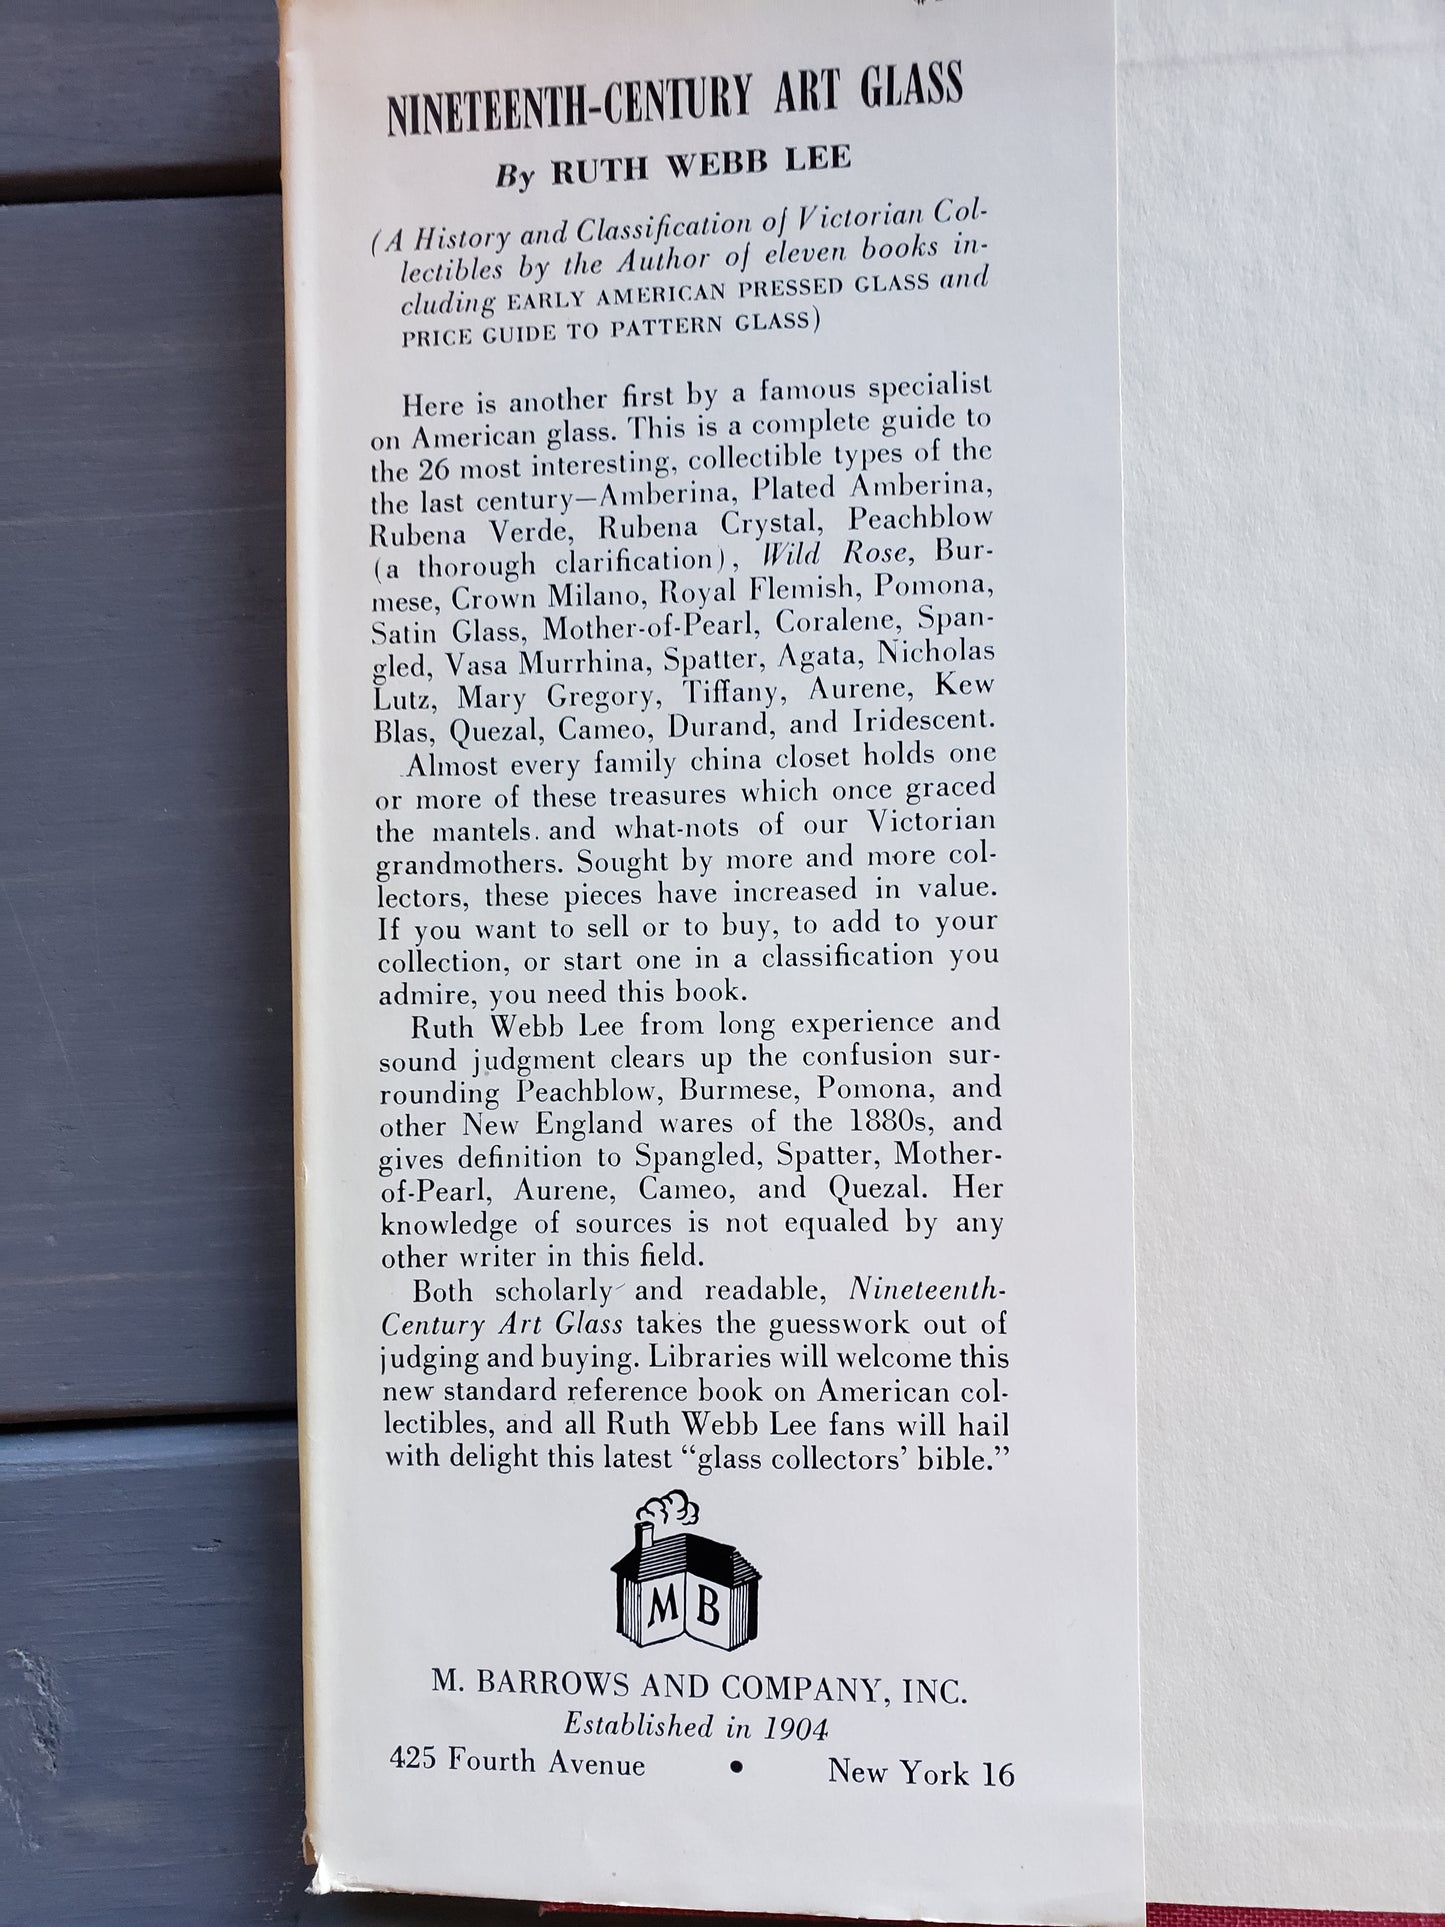 NINETEENTH-CENTURY ART GLASS
By RUTH WEBB LEE
(A History and Classification of Victorian Col-
lectibles by the Author of eleven books in-
cluding EARLY AMERICAN PRESSED GLASS and
PRICE GUIDE TO PATTERN GLASS)
Here is another first by a famous specialist
on American glass. This is a complete guide to
the 26 most interesting, collectible types of the
the last century—Amberina, Plated Amberina,
Rubena Verde, Rubena Crystal, Peachblow
(a thorough clarification), Wild Rose, Bur-
mese, Crown Milano, Royal Flemish, Pomona,
Satin Glass, Mother-of-Pearl, Coralene, Span-
gled, Vasa Murrhina, Spatter, Agata, Nicholas
Lutz, Mary Gregory, Tiffany, Aurene, Kew
Blas, Quezal, Cameo, Durand, and Iridescent.
Almost every family china closet holds one
or more of these treasures which once graced
the mantels. and what-nots of our Victorian
grandmothers. Sought by more and more col-
lectors, these pieces have increased in value.
If you want to sell or to buy, to add to your
collection, or start one in a classification you
admire, you need this book.
Ruth Webb Lee from long experience and
sound judgment clears up the confusion sur-
rounding Peachblow, Burmese, Pomona, and
other New England wares of the 1880s, and
gives definition to Spangled, Spatter, Mother-
of-Pearl, Aurene, Cameo, and Quezal. Her
knowledge of sources is not equaled by any
other writer in this field.
Both scholarly and readable, Nineteenth-
Century Art Glass takes the guesswork out of
judging and buying. Libraries will welcome this
new standard reference book on American col-
lectibles, and all Ruth Webb Lee fans will hail
with delight this latest “glass collectors’ bible.”
M B
M. BARROWS AND COMPANY, INC.
Established in 1904
425 Fourth Avenue • New York 16